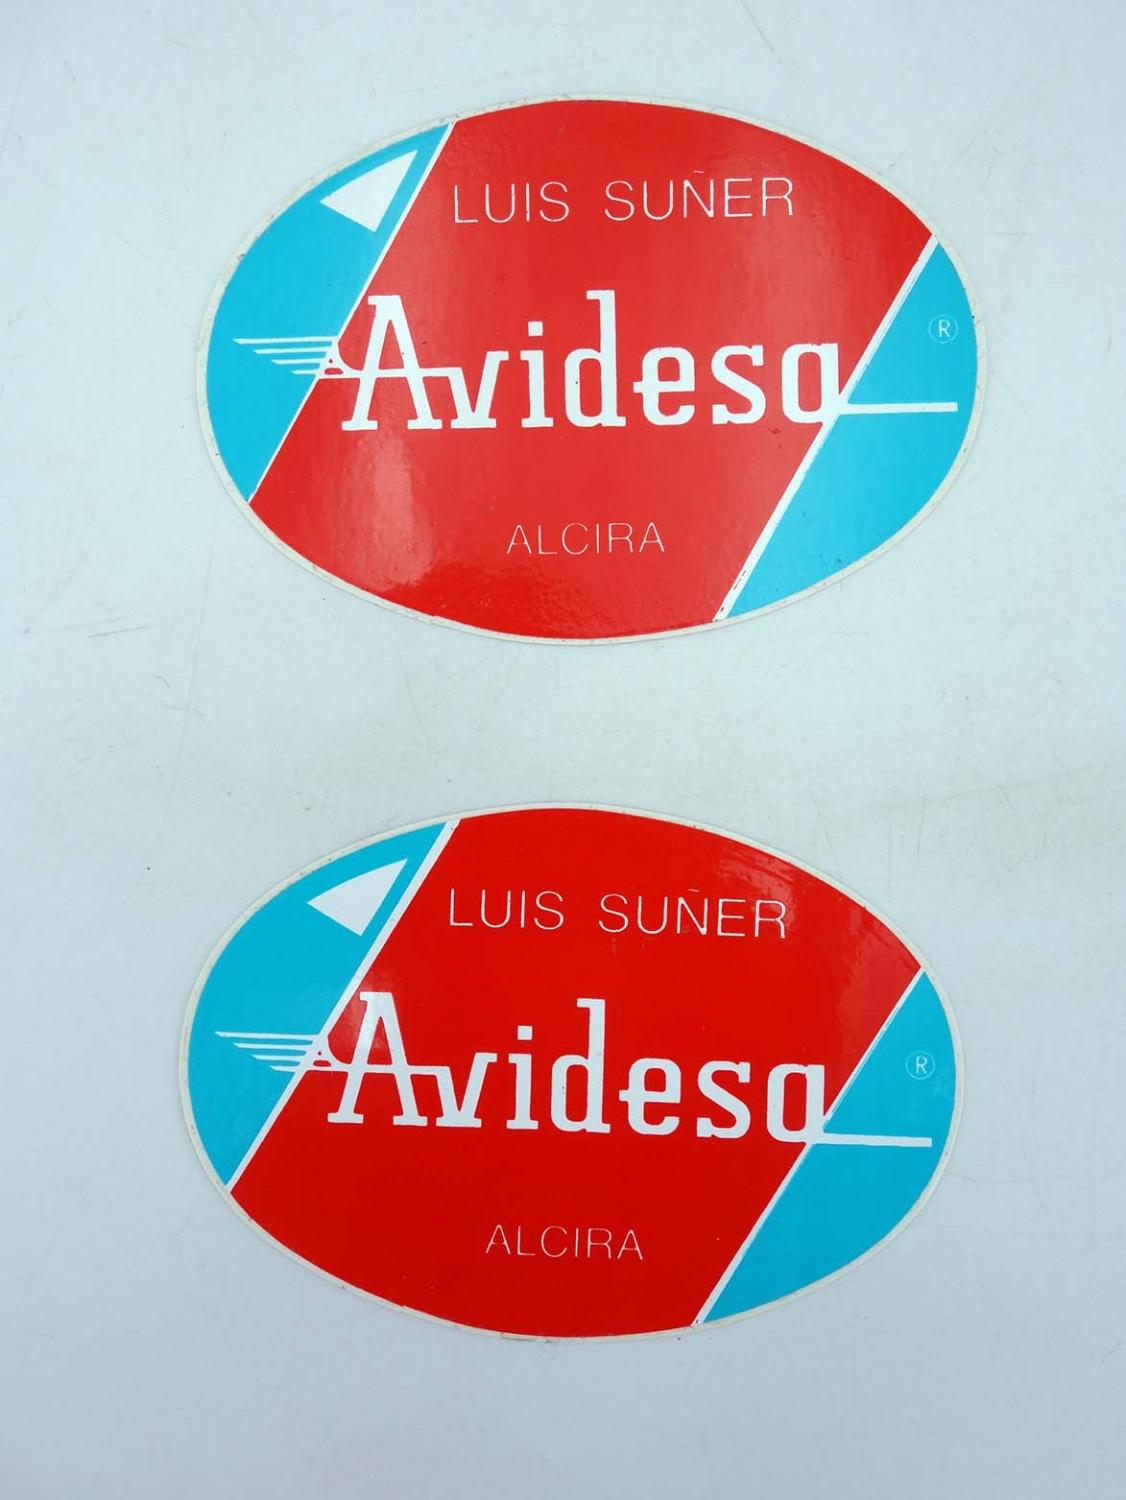 LUIS SUÑER
Avidesa
®
ALCIRA
LUIS SUÑER
Avidesa
®
ALCIRA